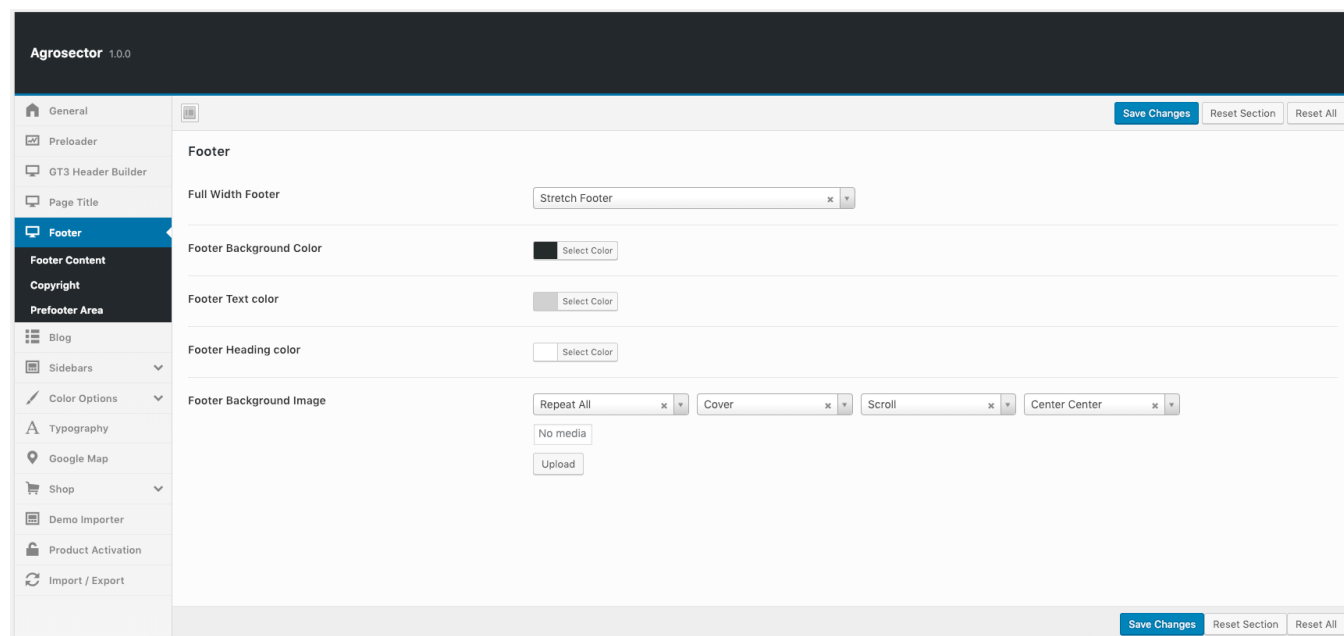 Agrosector 1.0.0
General
Preloader
GT3 Header Builder
Page Title
Footer
Footer Content
Copyright
Prefooter Area
Blog
Sidebars
Color Options
Typography
Google Map
Shop
Demo Importer
Product Activation
Import / Export
Save Changes Reset Section Reset All
Footer
Full Width Footer Stretch Footer
Footer Background Color Select Color
Footer Text color Select Color
Footer Heading color Select Color
Footer Background Image Repeat All Cover Scroll Center Center
No media
Upload
Save Changes Reset Section Reset All